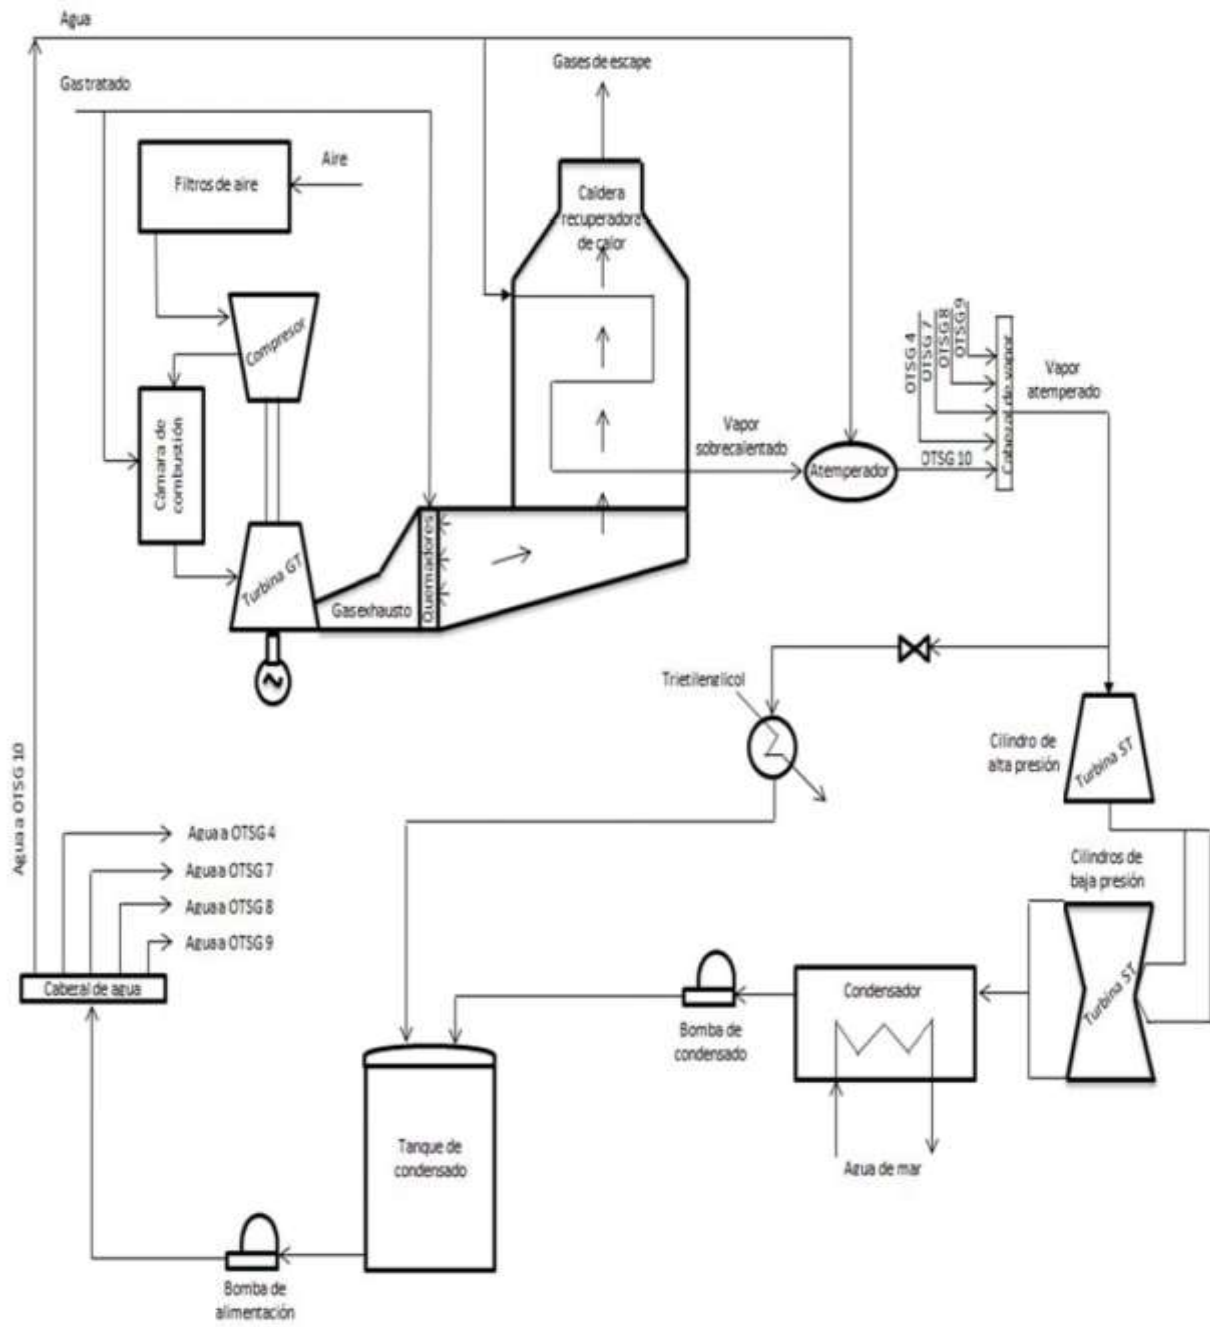 Agua
Gases de escape
Gas tratado
Aire
Filtros de aire
Caldera
recuperadora
de calor
Compresor
OTSG 4
OTSG 7
OTSG 8
OTSG 9
Cabezal de vapor
Vapor
atemperado
Cámara de
combustión
Vapor
sobrecalentado
Atemperador
OTSG 10
Quemadores
Turbina GT
Gas exhausto
~
Trietilenglicol
Cilindro de
alta presión
Turbina ST
Agua a OTSG 10
Agua a OTSG 4
Agua a OTSG 7
Agua a OTSG 8
Agua a OTSG 9
Cilindros de
baja presión
Turbina ST
Cabezal de agua
Condensador
Bomba de
condensado
Tanque de
condensado
Agua de mar
Bomba de
alimentación